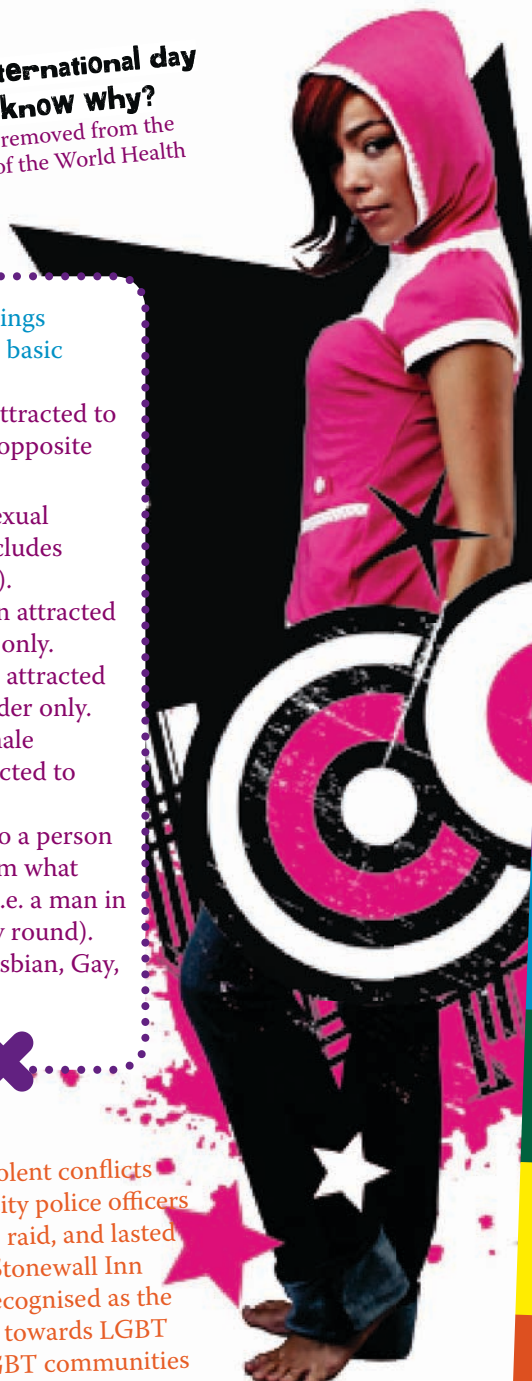 ternational day
know why?
removed from the
of the World Health
ings
basic
ttracted to
opposite
exual
cludes
).
n attracted
only.
attracted
der only.
nale
cted to
o a person
m what
.e. a man in
y round).
sbian, Gay,
olent conflicts
ity police officers
raid, and lasted
Stonewall Inn
ecognised as the
towards LGBT
GBT communities